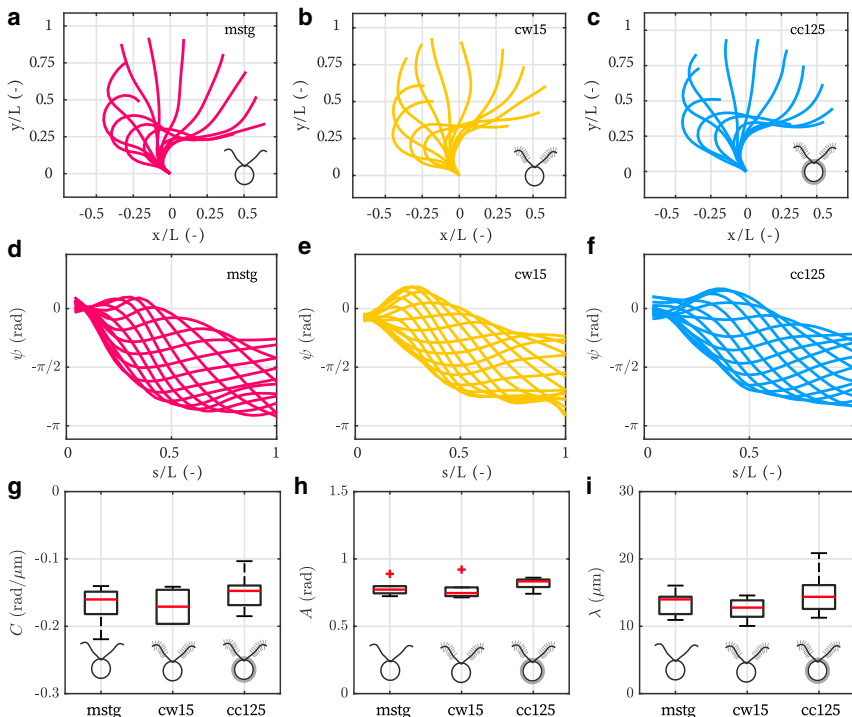 a
mstg
y/L (-)
1
0.75
0.5
0.25
0
-0.5 -0.25 0 0.25 0.5
x/L (-)
b
cw15
y/L (-)
1
0.75
0.5
0.25
0
-0.5 -0.25 0 0.25 0.5
x/L (-)
c
cc125
y/L (-)
1
0.75
0.5
0.25
0
-0.5 -0.25 0 0.25 0.5
x/L (-)
d
mstg
ψ (rad)
0
-π/2
-π
0 0.5 1
s/L (-)
e
cw15
ψ (rad)
0
-π/2
-π
0 0.5 1
s/L (-)
f
cc125
ψ (rad)
0
-π/2
-π
0 0.5 1
s/L (-)
g
C (rad/μm)
0
-0.1
-0.2
-0.3
mstg cw15 cc125
h
A (rad)
1.5
1
0.5
0
mstg cw15 cc125
i
λ (μm)
30
20
10
0
mstg cw15 cc125